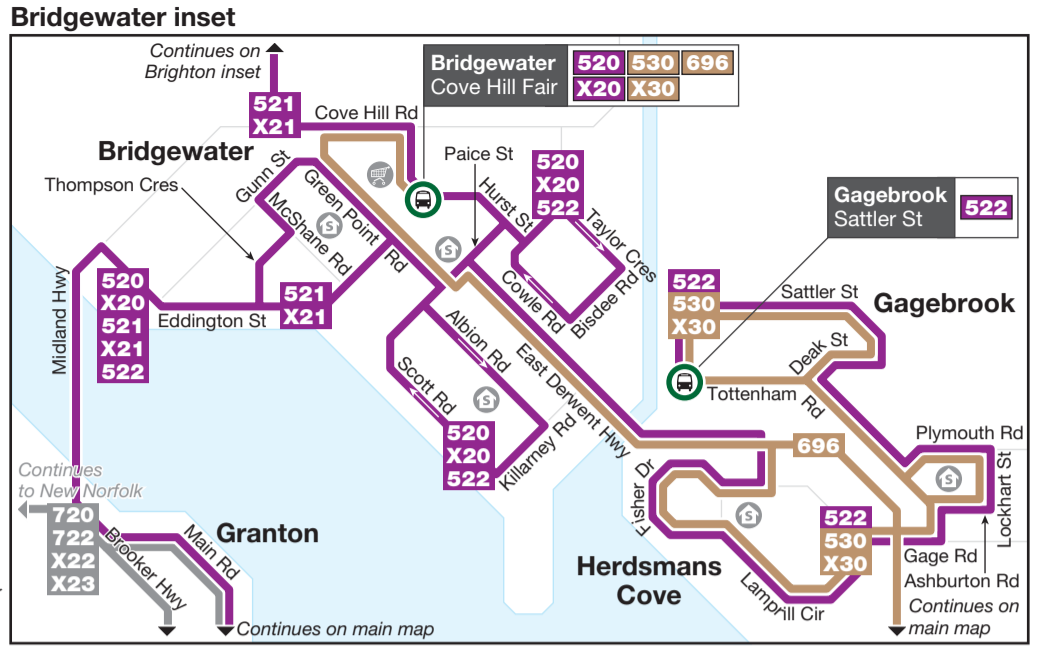 Bridgewater inset
Continues on
Brighton inset
Bridgewater
Cove Hill Fair
520 530 696
X20 X30
521
X21
Cove Hill Rd
Bridgewater
Paice St
520
X20
522
Thompson Cres
Gunn St
Green Point
Rd
McShane Rd
Hurst St
Taylor Cres
Gagebrook
Sattler St
522
Midland Hwy
520
X20
521
X21
522
521
X21
Eddington St
Cowle Rd
Bisdee Rd
522
530
X30
Sattler St
Gagebrook
Albion Rd
Scott Rd
East Derwent Hwy
Deak St
Tottenham
Rd
520
X20
522
Killarney Rd
696
Plymouth Rd
Lockhart St
Continues
to New Norfolk
720
722
X22
X23
Granton
Brooker Hwy
Main Rd
Fisher Dr
S
S
S
S
S
522
530
X30
Herdsmans
Cove
Gage Rd
Ashburton Rd
Lamprill Cir
Continues on
main map
Continues on main map